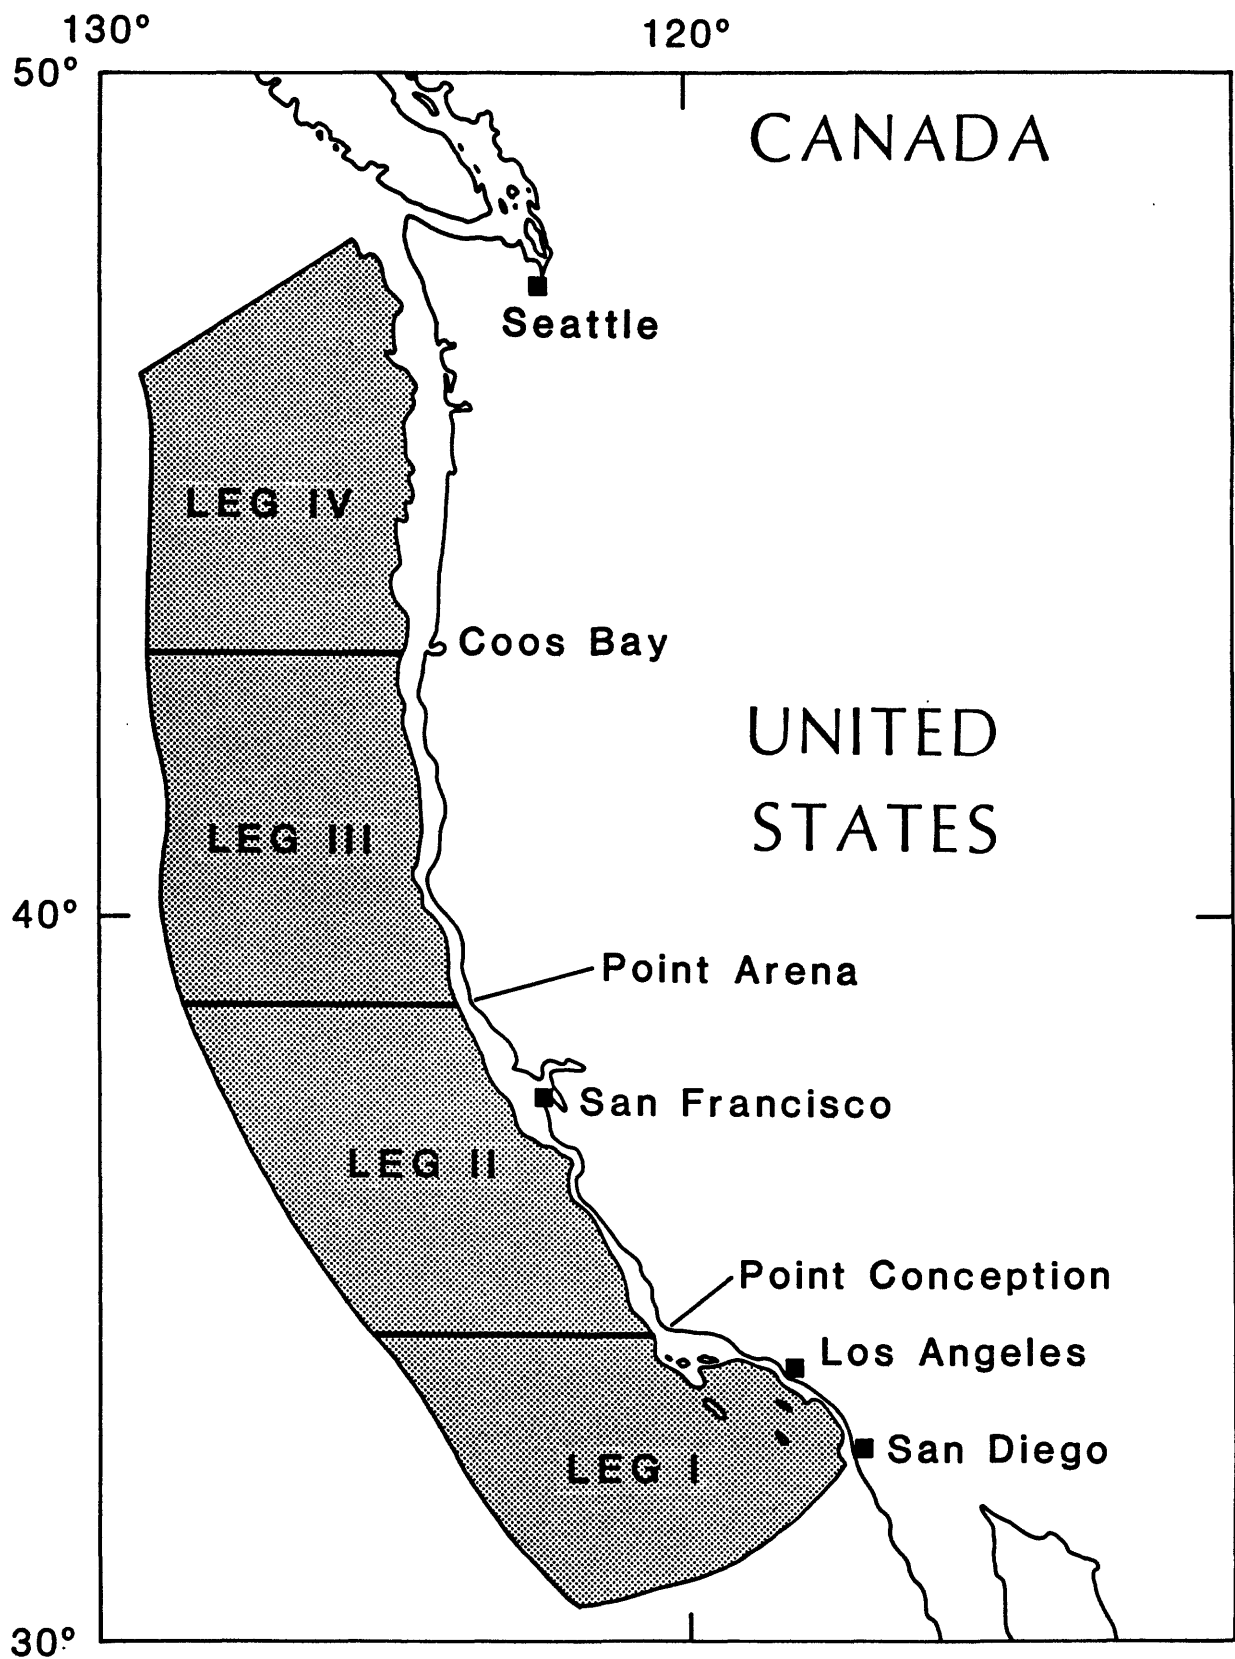 130° 120°
50°
CANADA
Seattle
LEG IV
Coos Bay
UNITED
STATES
LEG III
40°
Point Arena
San Francisco
LEG II
Point Conception
Los Angeles
San Diego
LEG I
30°